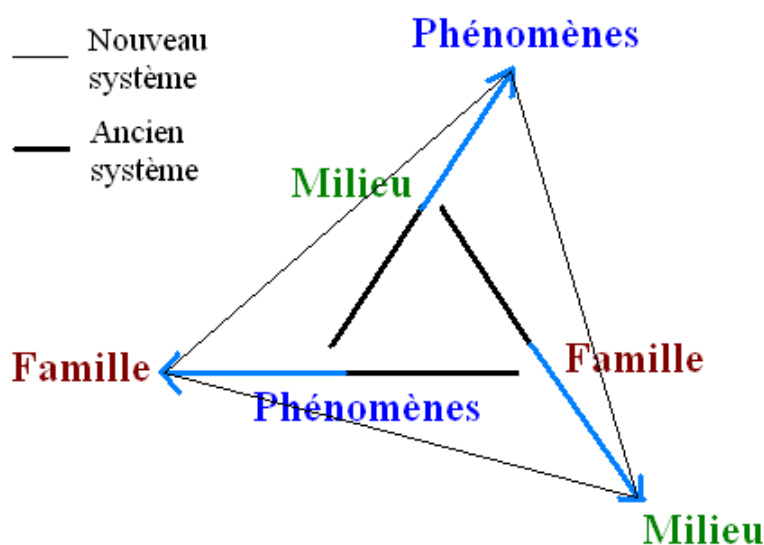 Nouveau
système
Ancien
système
Phénomènes
Milieu
Famille
Famille
Phénomènes
Milieu